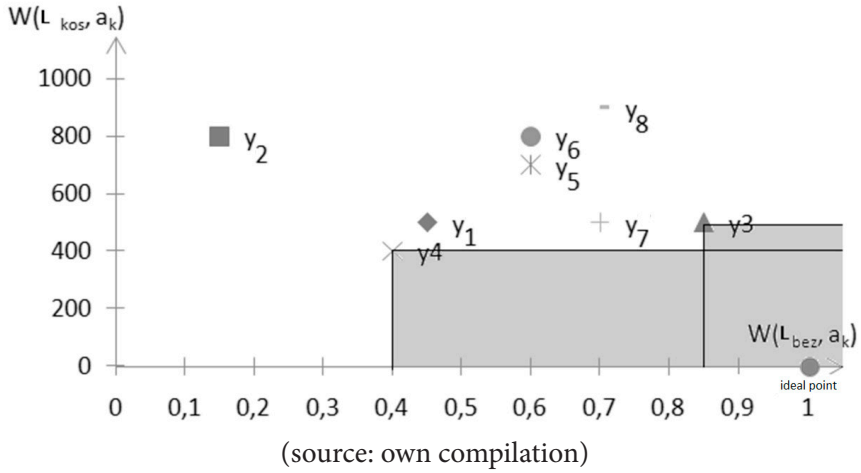 W(L kos, ak)
1000
800
600
400
200
0
y2
y8
y6
y5
y1
y7
y3
y4
W(L bez, ak)
ideal point
0 0,1 0,2 0,3 0,4 0,5 0,6 0,7 0,8 0,9 1
(source: own compilation)